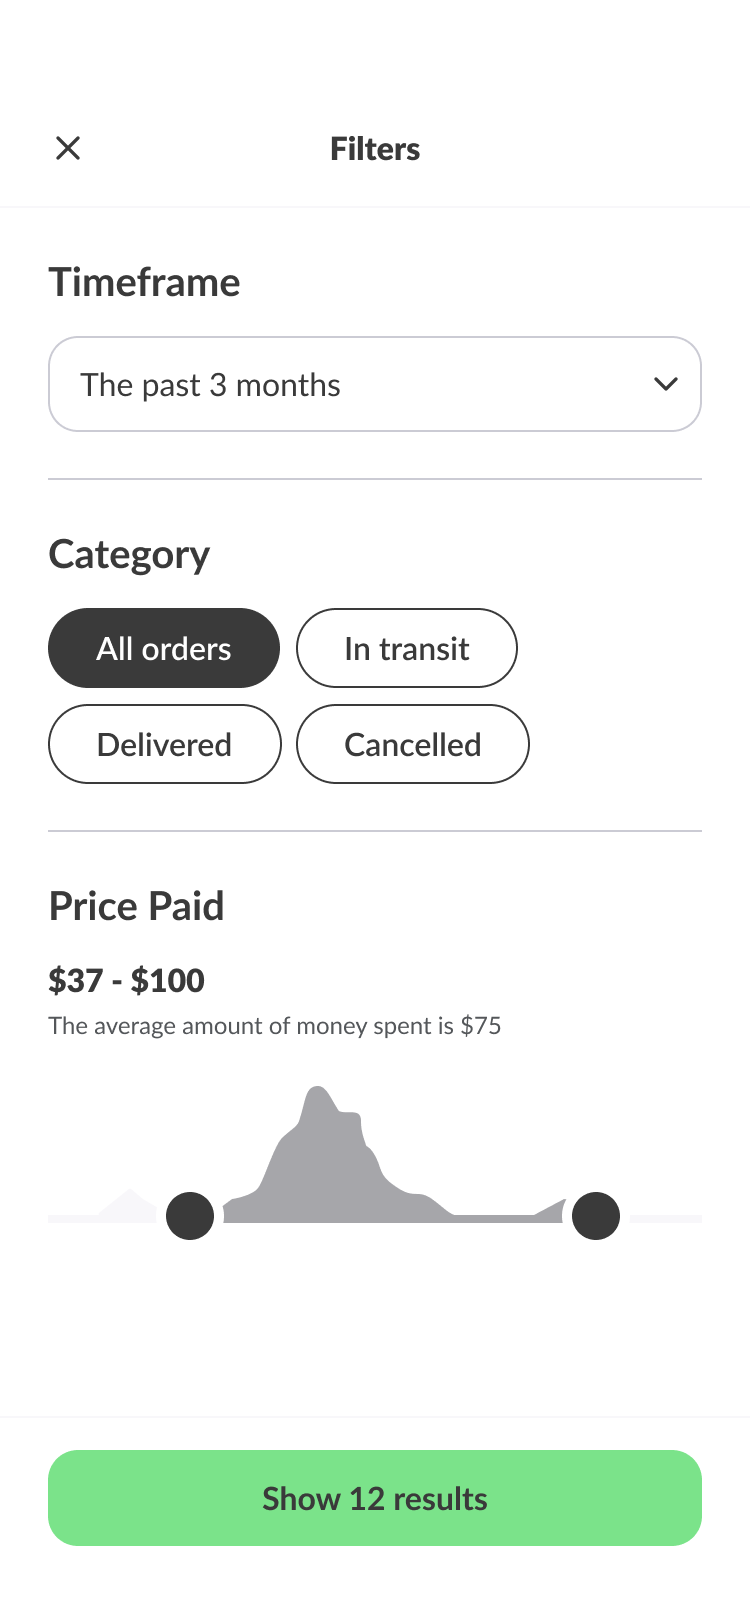 Filters
Timeframe
The past 3 months
Category
All orders
In transit
Delivered
Cancelled
Price Paid
$37 - $100
The average amount of money spent is $75
Show 12 results